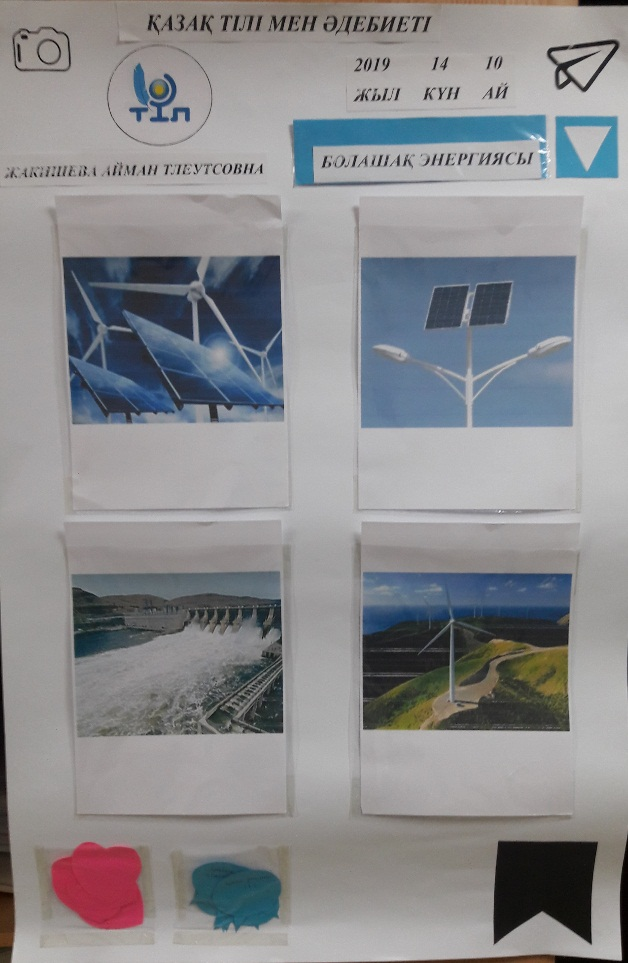 ҚАЗАҚ ТІЛІ МЕН ӘДЕБИЕТІ
2019 14 10
ЖЫЛ КҮН АЙ
ТІЛ
БОЛАШАҚ ЭНЕРГИЯСЫ
ЖАКИШЕВА АЙМАН ТЛЕУТСОВНА